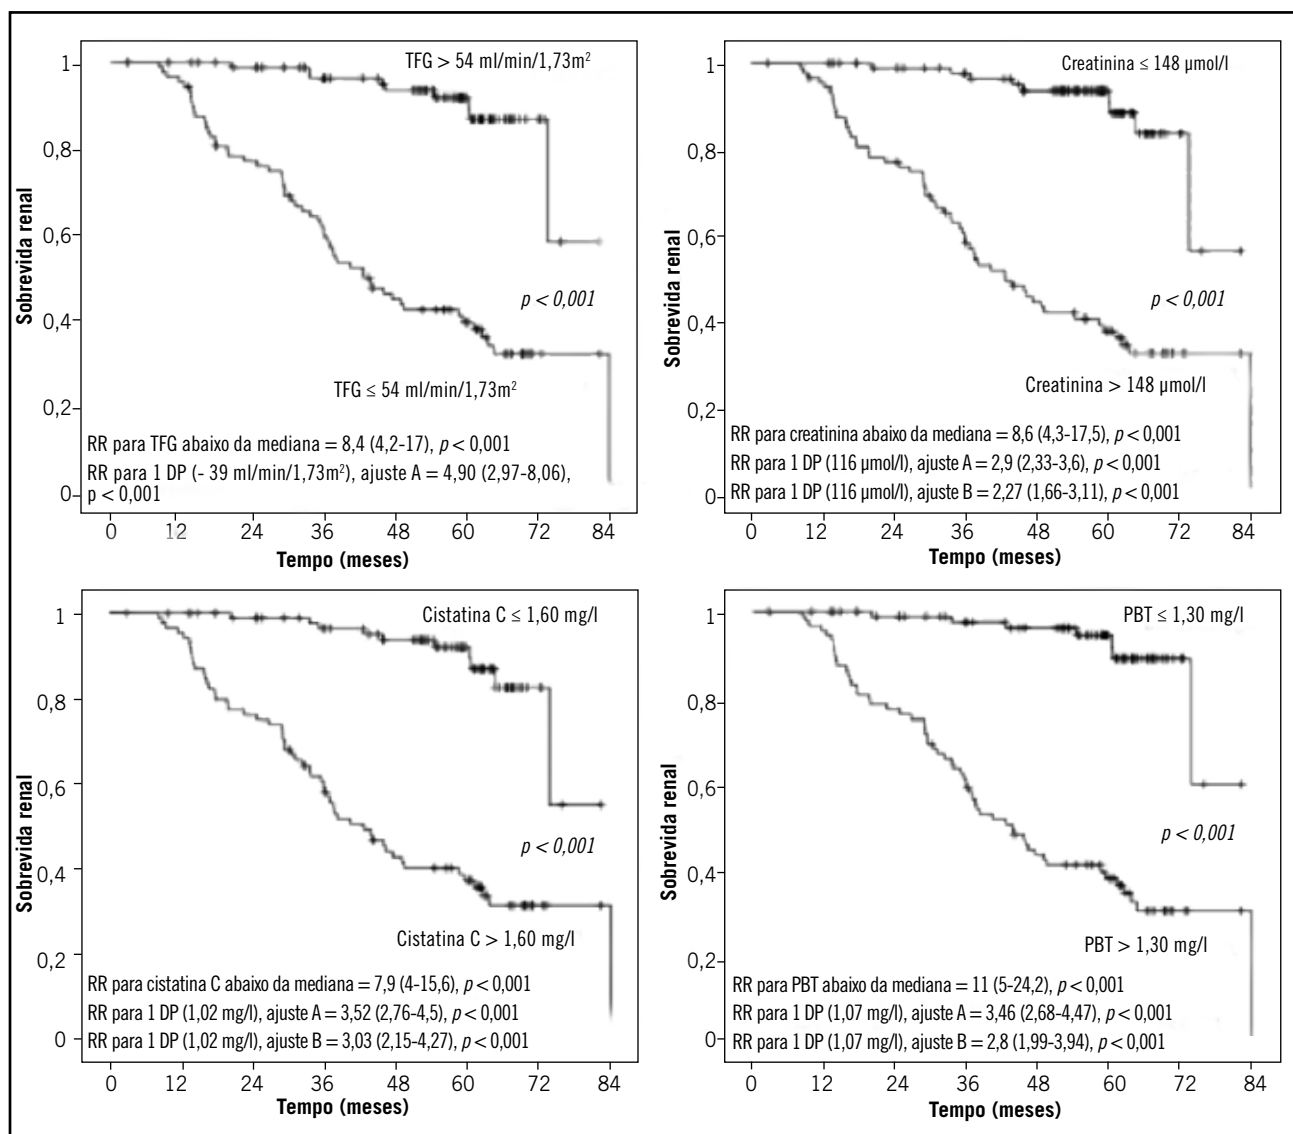 TFG > 54 ml/min/1,73m²
1
0,8
0,6
0,4
0,2
0
Sobrevida renal
p < 0,001
TFG ≤ 54 ml/min/1,73m²
RR para TFG abaixo da mediana = 8,4 (4,2-17), p < 0,001
RR para 1 DP (- 39 ml/min/1,73m²), ajuste A = 4,90 (2,97-8,06),
p < 0,001
0 12 24 36 48 60 72 84
Tempo (meses)
Creatinina ≤ 148 µmol/l
1
0,8
0,6
0,4
0,2
0
Sobrevida renal
p < 0,001
Creatinina > 148 µmol/l
RR para creatinina abaixo da mediana = 8,6 (4,3-17,5), p < 0,001
RR para 1 DP (116 µmol/l), ajuste A = 2,9 (2,33-3,6), p < 0,001
RR para 1 DP (116 µmol/l), ajuste B = 2,27 (1,66-3,11), p < 0,001
0 12 24 36 48 60 72 84
Tempo (meses)
Cistatina C ≤ 1,60 mg/l
1
0,8
0,6
0,4
0,2
0
Sobrevida renal
p < 0,001
Cistatina C > 1,60 mg/l
RR para cistatina C abaixo da mediana = 7,9 (4-15,6), p < 0,001
RR para 1 DP (1,02 mg/l), ajuste A = 3,52 (2,76-4,5), p < 0,001
RR para 1 DP (1,02 mg/l), ajuste B = 3,03 (2,15-4,27), p < 0,001
0 12 24 36 48 60 72 84
Tempo (meses)
PBT ≤ 1,30 mg/l
1
0,8
0,6
0,4
0,2
0
Sobrevida renal
p < 0,001
PBT > 1,30 mg/l
RR para PBT abaixo da mediana = 11 (5-24,2), p < 0,001
RR para 1 DP (1,07 mg/l), ajuste A = 3,46 (2,68-4,47), p < 0,001
RR para 1 DP (1,07 mg/l), ajuste B = 2,8 (1,99-3,94), p < 0,001
0 12 24 36 48 60 72 84
Tempo (meses)